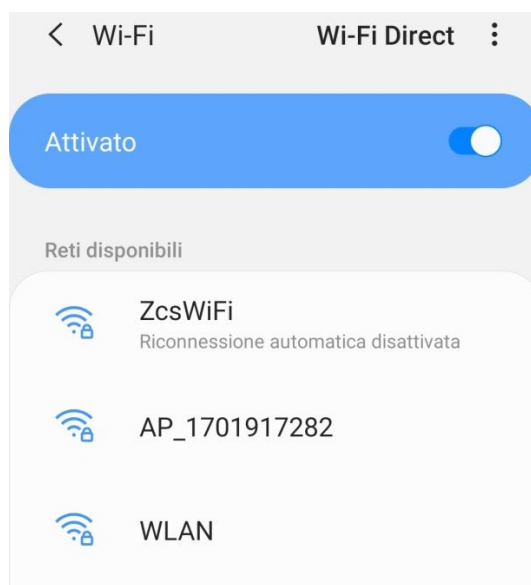 Wi-Fi Wi-Fi Direct
Attivato
Reti disponibili
ZcsWiFi
Riconnessione automatica disattivata
AP_1701917282
WLAN